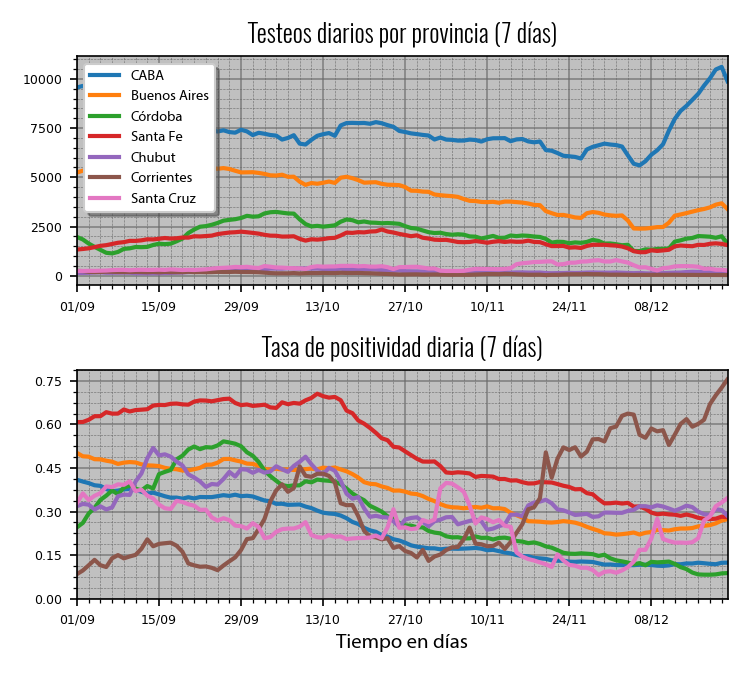 Testeos diarios por provincia (7 días)
10000
7500
5000
2500
0
CABA
Buenos Aires
Córdoba
Santa Fe
Chubut
Corrientes
Santa Cruz
01/09 15/09 29/09 13/10 27/10 10/11 24/11 08/12
Tasa de positividad diaria (7 días)
0.75
0.60
0.45
0.30
0.15
0.00
01/09 15/09 29/09 13/10 27/10 10/11 24/11 08/12
Tiempo en días